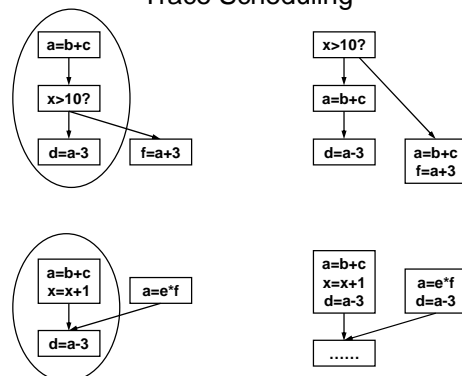 Trace Scheduling
a=b+c
x>10?
d=a-3
f=a+3
x>10?
a=b+c
d=a-3
a=b+c
f=a+3
a=b+c
x=x+1
a=e*f
d=a-3
a=b+c
x=x+1
d=a-3
a=e*f
d=a-3
......